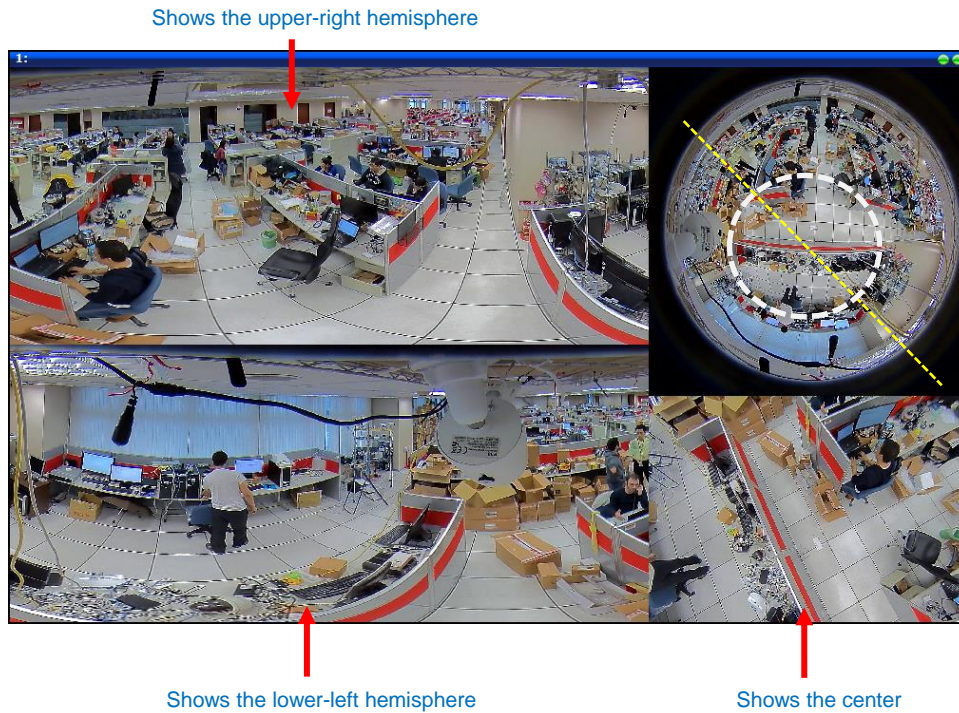 Shows the upper-right hemisphere
1:
Shows the lower-left hemisphere
Shows the center